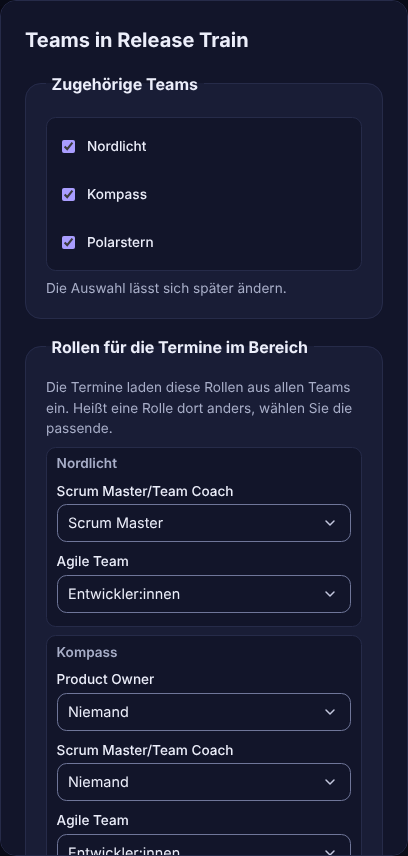 Teams in Release Train
Zugehörige Teams
Nordlicht
Kompass
Polarstern
Die Auswahl lässt sich später ändern.
Rollen für die Termine im Bereich
Die Termine laden diese Rollen aus allen Teams
ein. Heißt eine Rolle dort anders, wählen Sie die
passende.
Nordlicht
Scrum Master/Team Coach
Scrum Master
Agile Team
Entwickler:innen
Kompass
Product Owner
Niemand
Scrum Master/Team Coach
Niemand
Agile Team
Entwickler:innen